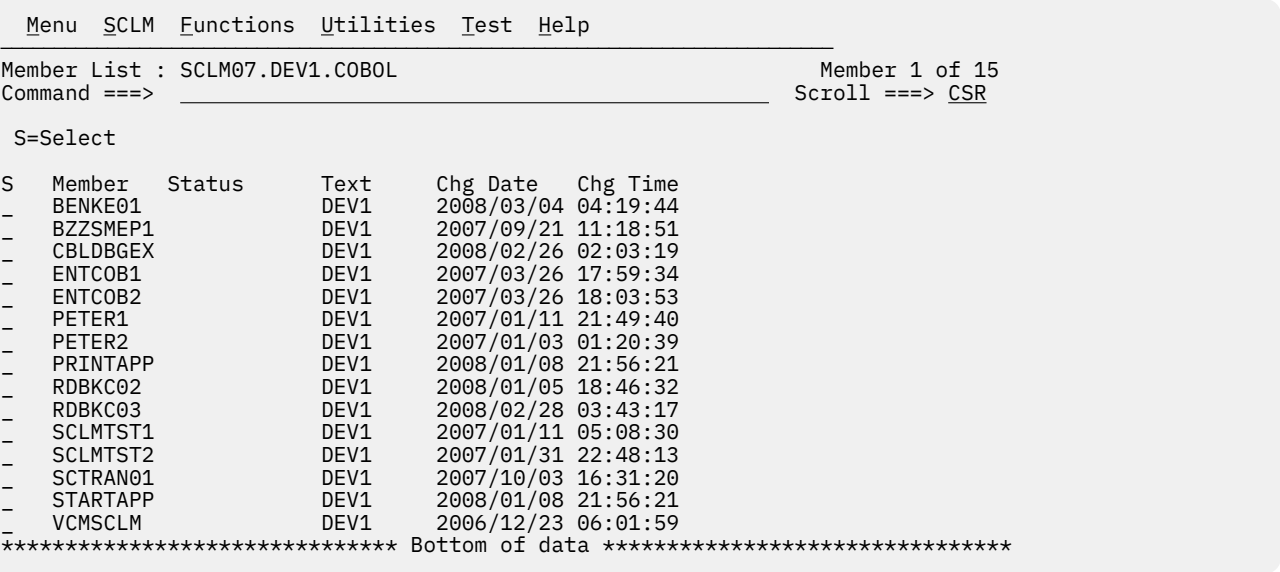 Menu  SCLM  Functions  Utilities  Test  Help
Member List : SCLM07.DEV1.COBOL                                 Member 1 of 15
Command ===>  ______________________________________________  Scroll ===> CSR
 S=Select
S   Member   Status      Text     Chg Date   Chg Time
_   BENKE01              DEV1     2008/03/04 04:19:44
_   BZZSMEP1             DEV1     2007/09/21 11:18:51
_   CBLDBGEX             DEV1     2008/02/26 02:03:19
_   ENTCOB1              DEV1     2007/03/26 17:59:34
_   ENTCOB2              DEV1     2007/03/26 18:03:53
_   PETER1               DEV1     2007/01/11 21:49:40
_   PETER2               DEV1     2007/01/03 01:20:39
_   PRINTAPP             DEV1     2008/01/08 21:56:21
_   RDBKC02              DEV1     2008/01/05 18:46:32
_   RDBKC03              DEV1     2008/02/28 03:43:17
_   SCLMTST1             DEV1     2007/01/11 05:08:30
_   SCLMTST2             DEV1     2007/01/31 22:48:13
_   SCTRAN01             DEV1     2007/10/03 16:31:20
_   STARTAPP             DEV1     2008/01/08 21:56:21
_   VCMSCLM              DEV1     2006/12/23 06:01:59
******************************* Bottom of data ********************************